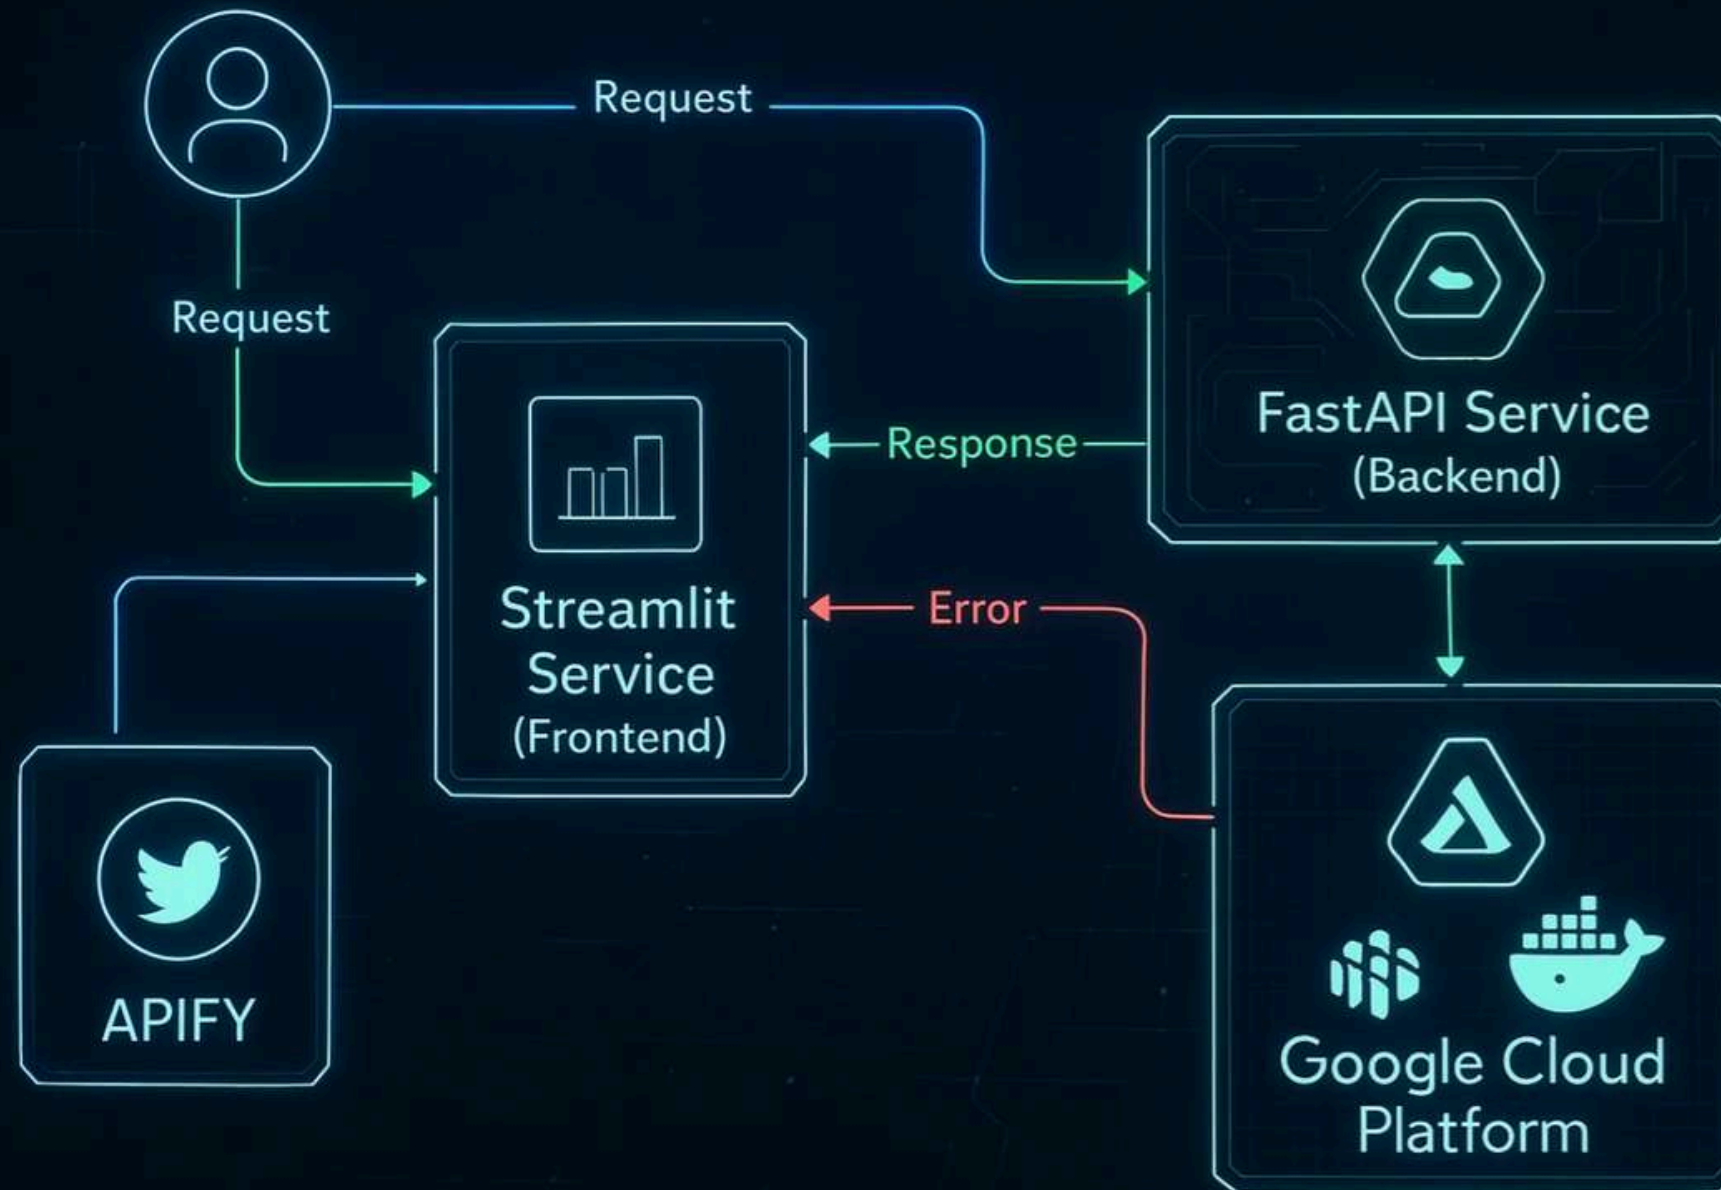 Request
Request
FastAPI Service
(Backend)
Response
Streamlit
Service
(Frontend)
Error
APIFY
Google Cloud
Platform